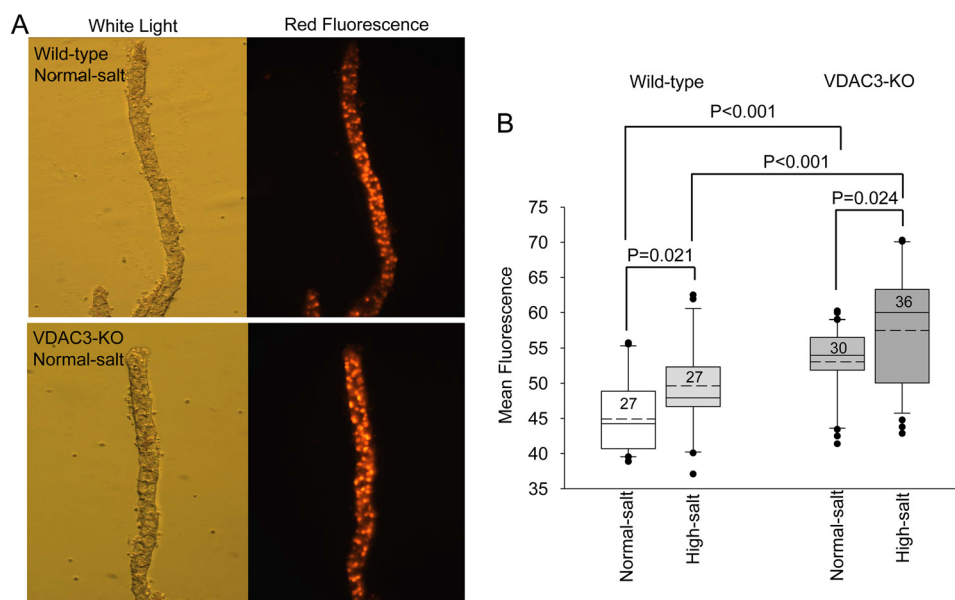 A
White Light
Red Fluorescence
Wild-type
Normal-salt
VDAC3-KO
Normal-salt
B
Wild-type
VDAC3-KO
P<0.001
P<0.001
P=0.024
P=0.021
Mean Fluorescence
75
70
65
60
55
50
45
40
35
27
27
30
36
Normal-salt
High-salt
Normal-salt
High-salt